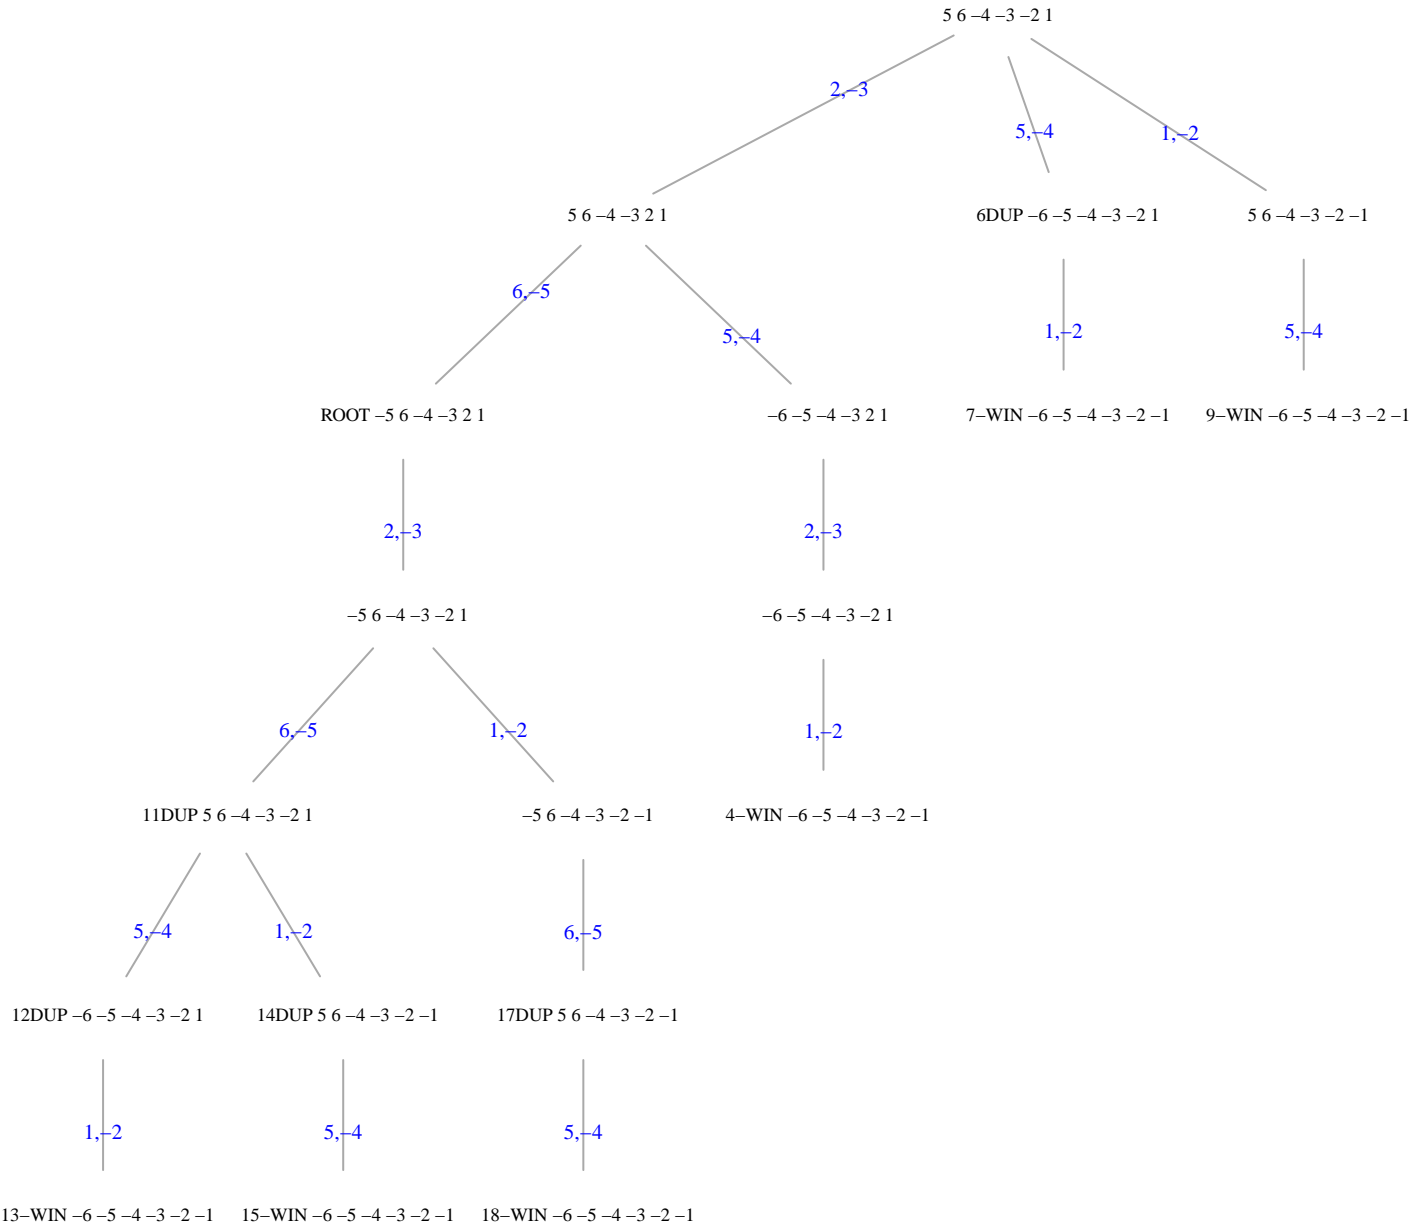 5 6 –4 –3 –2 1
2,–3
5,–4
1,–2
5 6 –4 –3 2 1
6DUP –6 –5 –4 –3 –2 1
5 6 –4 –3 –2 –1
6,–5
5,–4
1,–2
5,–4
ROOT –5 6 –4 –3 2 1
–6 –5 –4 –3 2 1
7–WIN –6 –5 –4 –3 –2 –1
9–WIN –6 –5 –4 –3 –2 –1
2,–3
2,–3
–5 6 –4 –3 –2 1
–6 –5 –4 –3 –2 1
6,–5
1,–2
1,–2
11DUP 5 6 –4 –3 –2 1
–5 6 –4 –3 –2 –1
4–WIN –6 –5 –4 –3 –2 –1
5,–4
1,–2
6,–5
12DUP –6 –5 –4 –3 –2 1
14DUP 5 6 –4 –3 –2 –1
17DUP 5 6 –4 –3 –2 –1
1,–2
5,–4
5,–4
13–WIN –6 –5 –4 –3 –2 –1
15–WIN –6 –5 –4 –3 –2 –1
18–WIN –6 –5 –4 –3 –2 –1